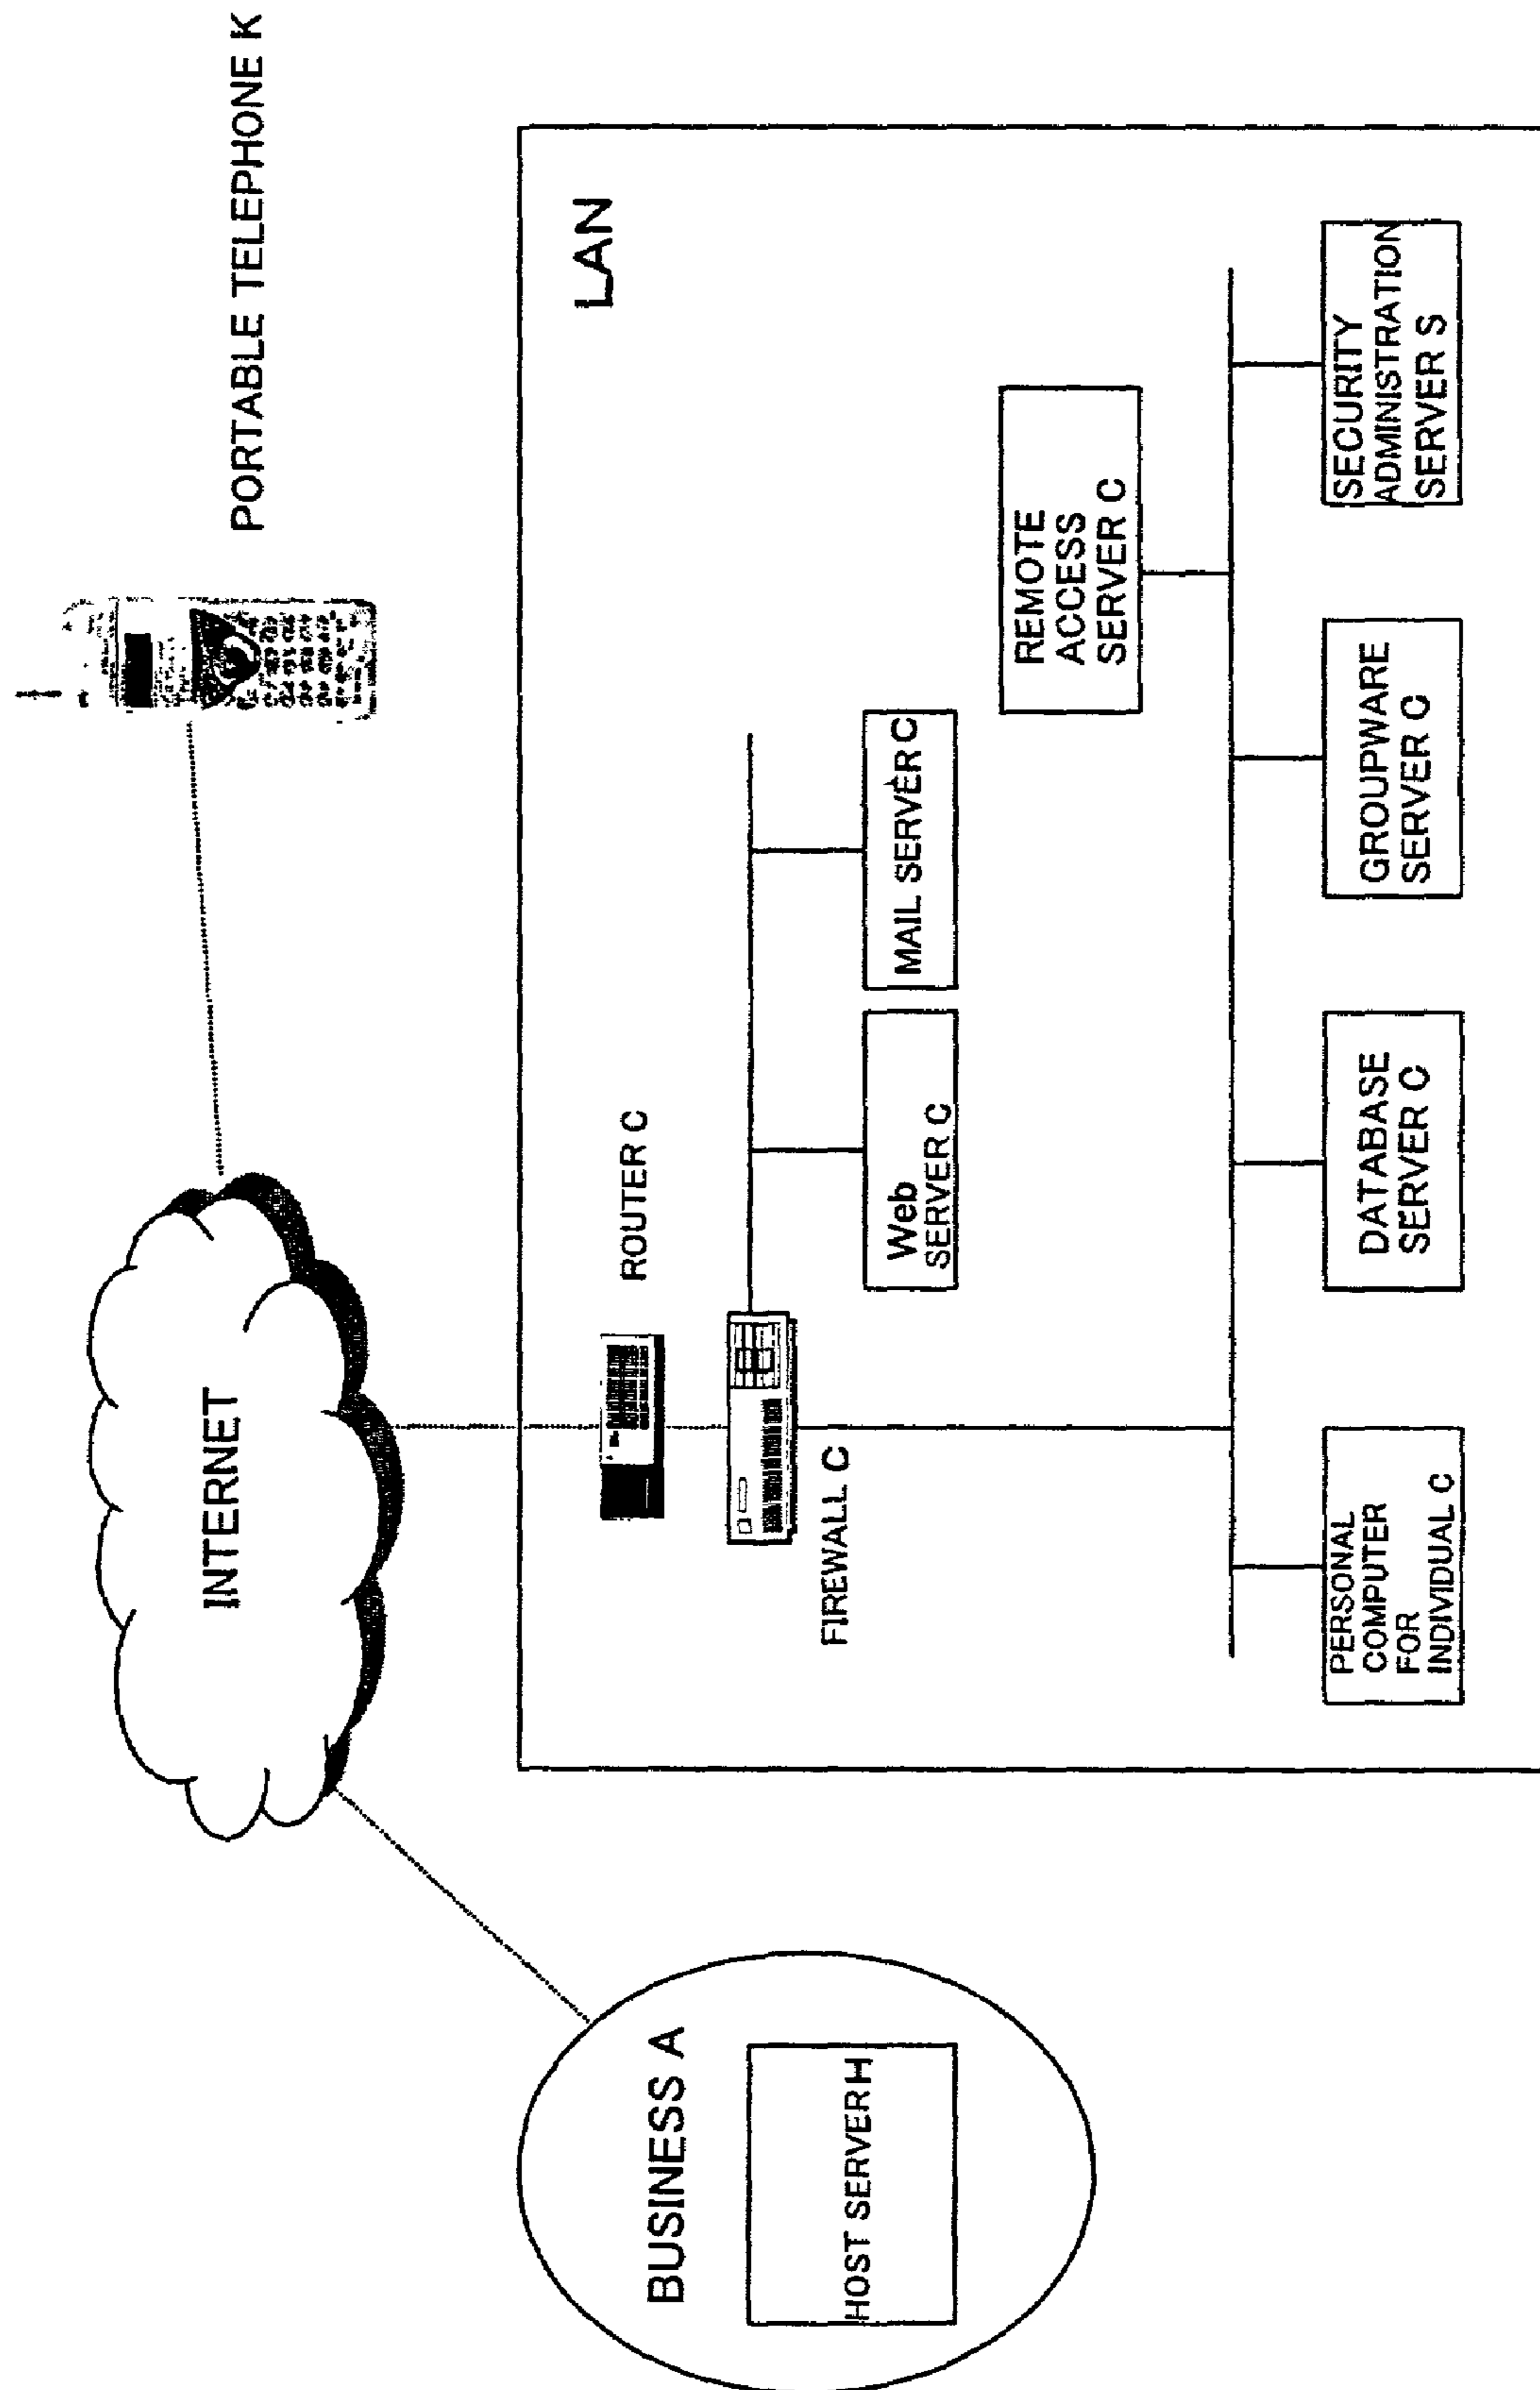 PORTABLE TELEPHONE K
INTERNET
LAN
ROUTER C
FIREWALL C
Web
SERVER C
MAIL SERVER C
REMOTE
ACCESS
SERVER C
BUSINESS A
HOST SERVER H
PERSONAL
COMPUTER
FOR
INDIVIDUAL C
DATABASE
SERVER C
GROUPWARE
SERVER C
SECURITY
ADMINISTRATION
SERVER S